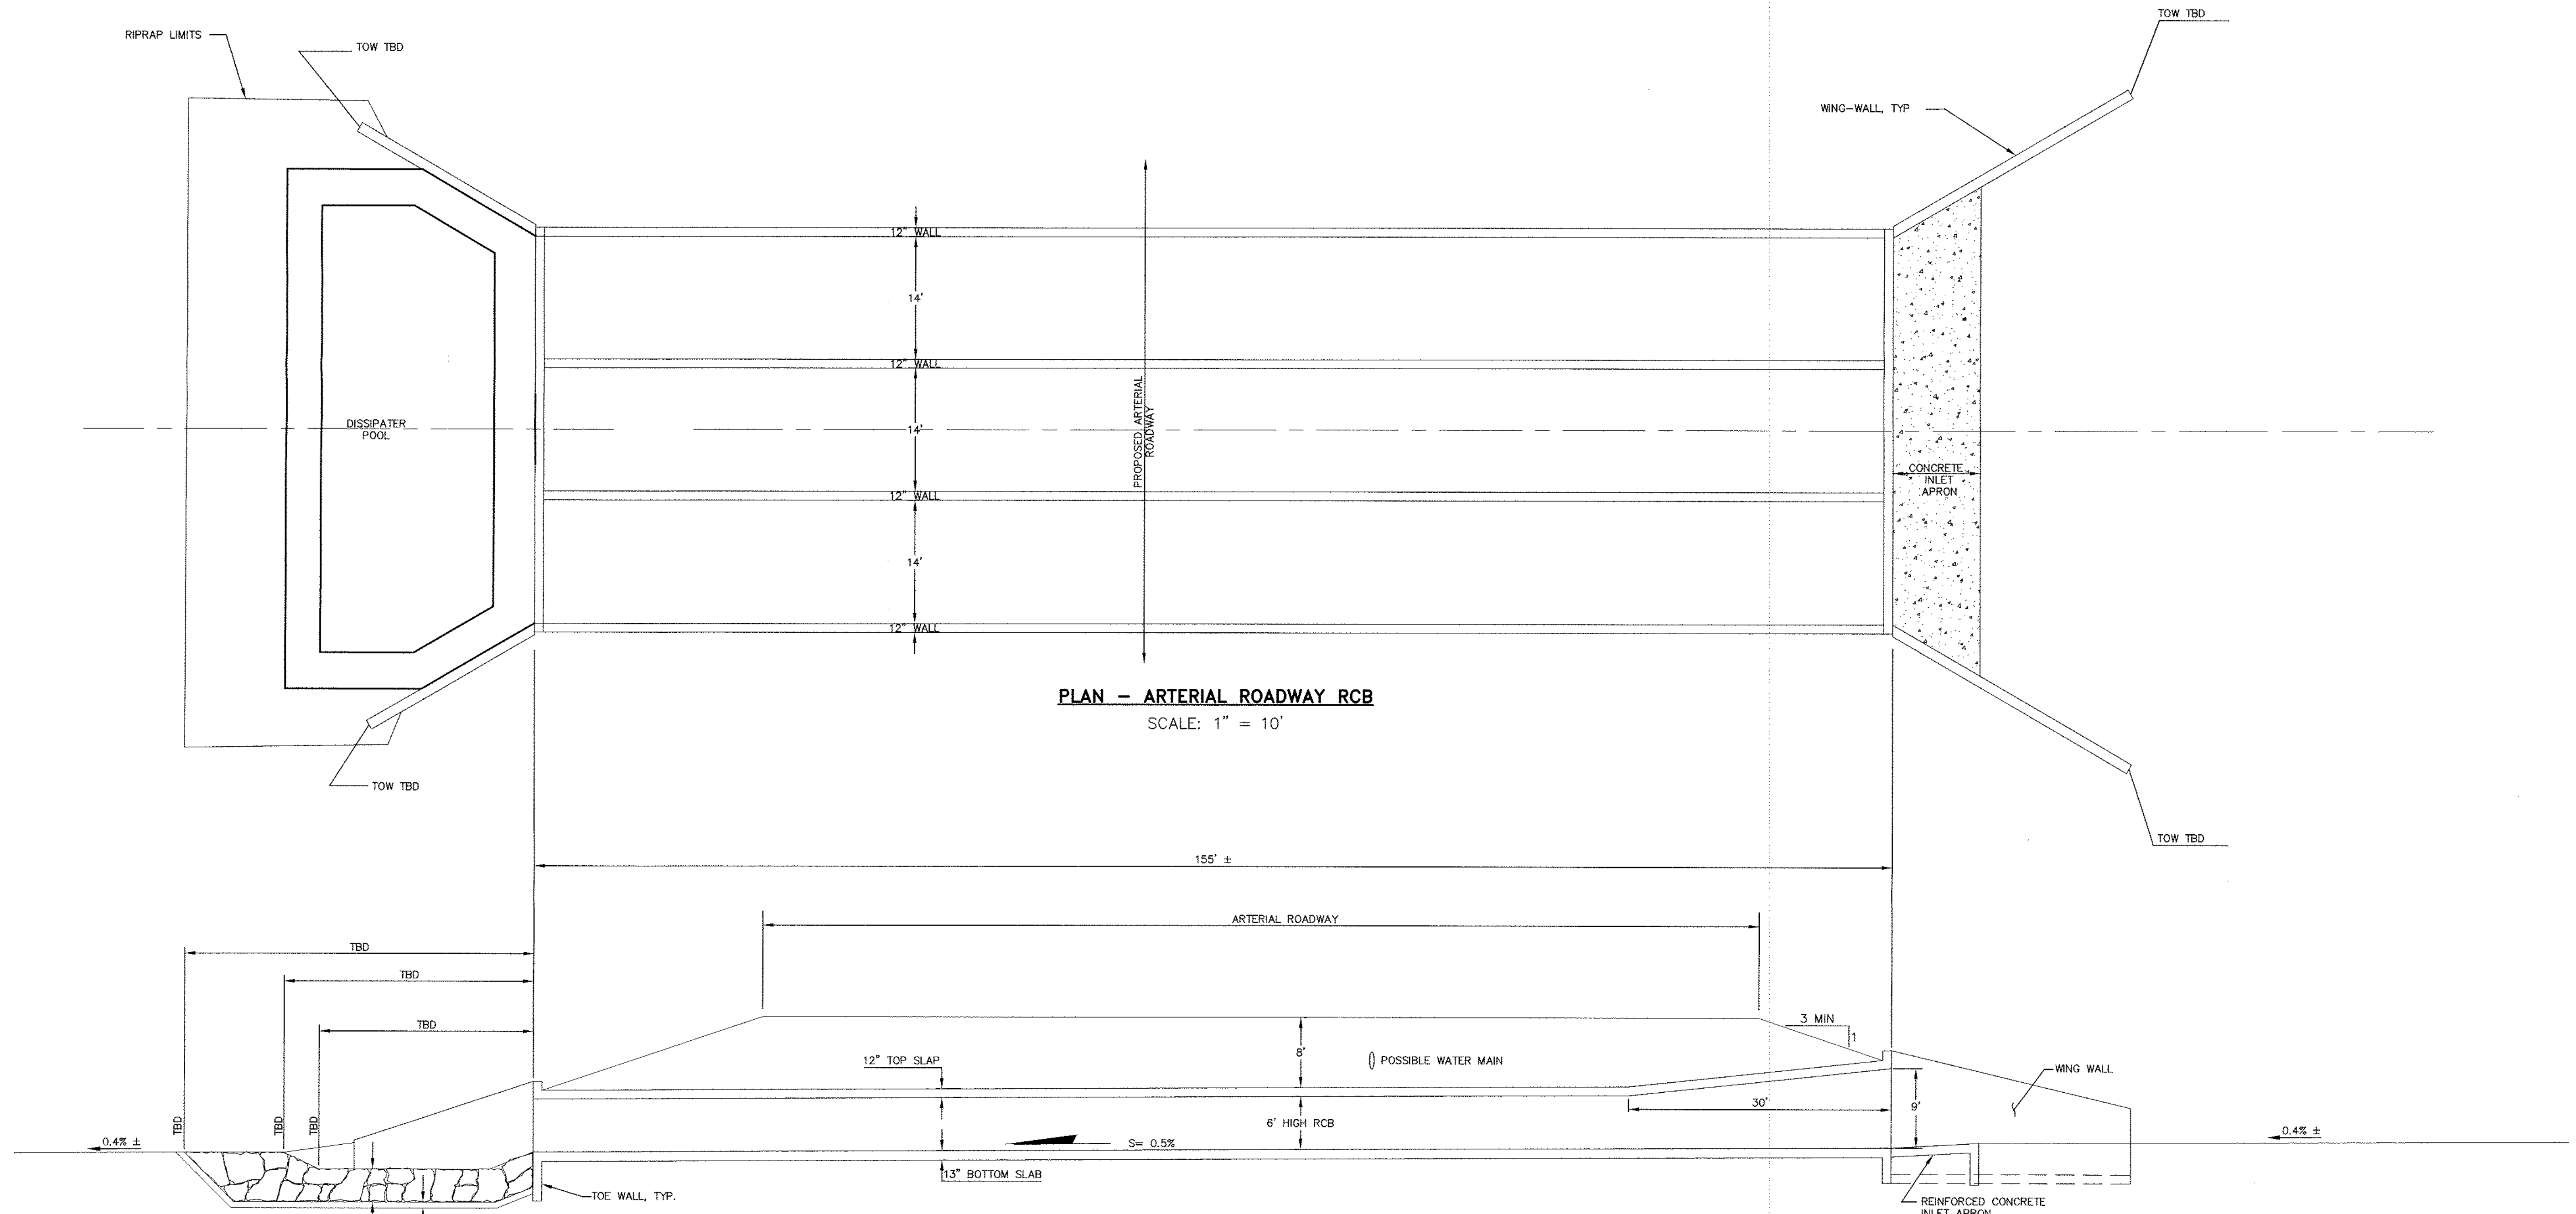 TOW TBD
RIPRAP LIMITS
TOW TBD
WING-WALL, TYP
12" WALL
14'
12" WALL
PROPOSED ARTERIAL
ROADWAY
DISSIPATER
POOL
14'
CONCRETE
INLET
APRON
12" WALL
14'
12" WALL
PLAN - ARTERIAL ROADWAY RCB
SCALE: 1" = 10'
TOW TBD
TOW TBD
155' ±
ARTERIAL ROADWAY
TBD
TBD
TBD
3 MIN
1
8'
12" TOP SLAP
POSSIBLE WATER MAIN
WING WALL
30'
9'
6' HIGH RCB
TBD
TBD
TBD
0.4% ±
S= 0.5%
0.4% ±
13" BOTTOM SLAB
TOE WALL, TYP.
REINFORCED CONCRETE
INLET APRON